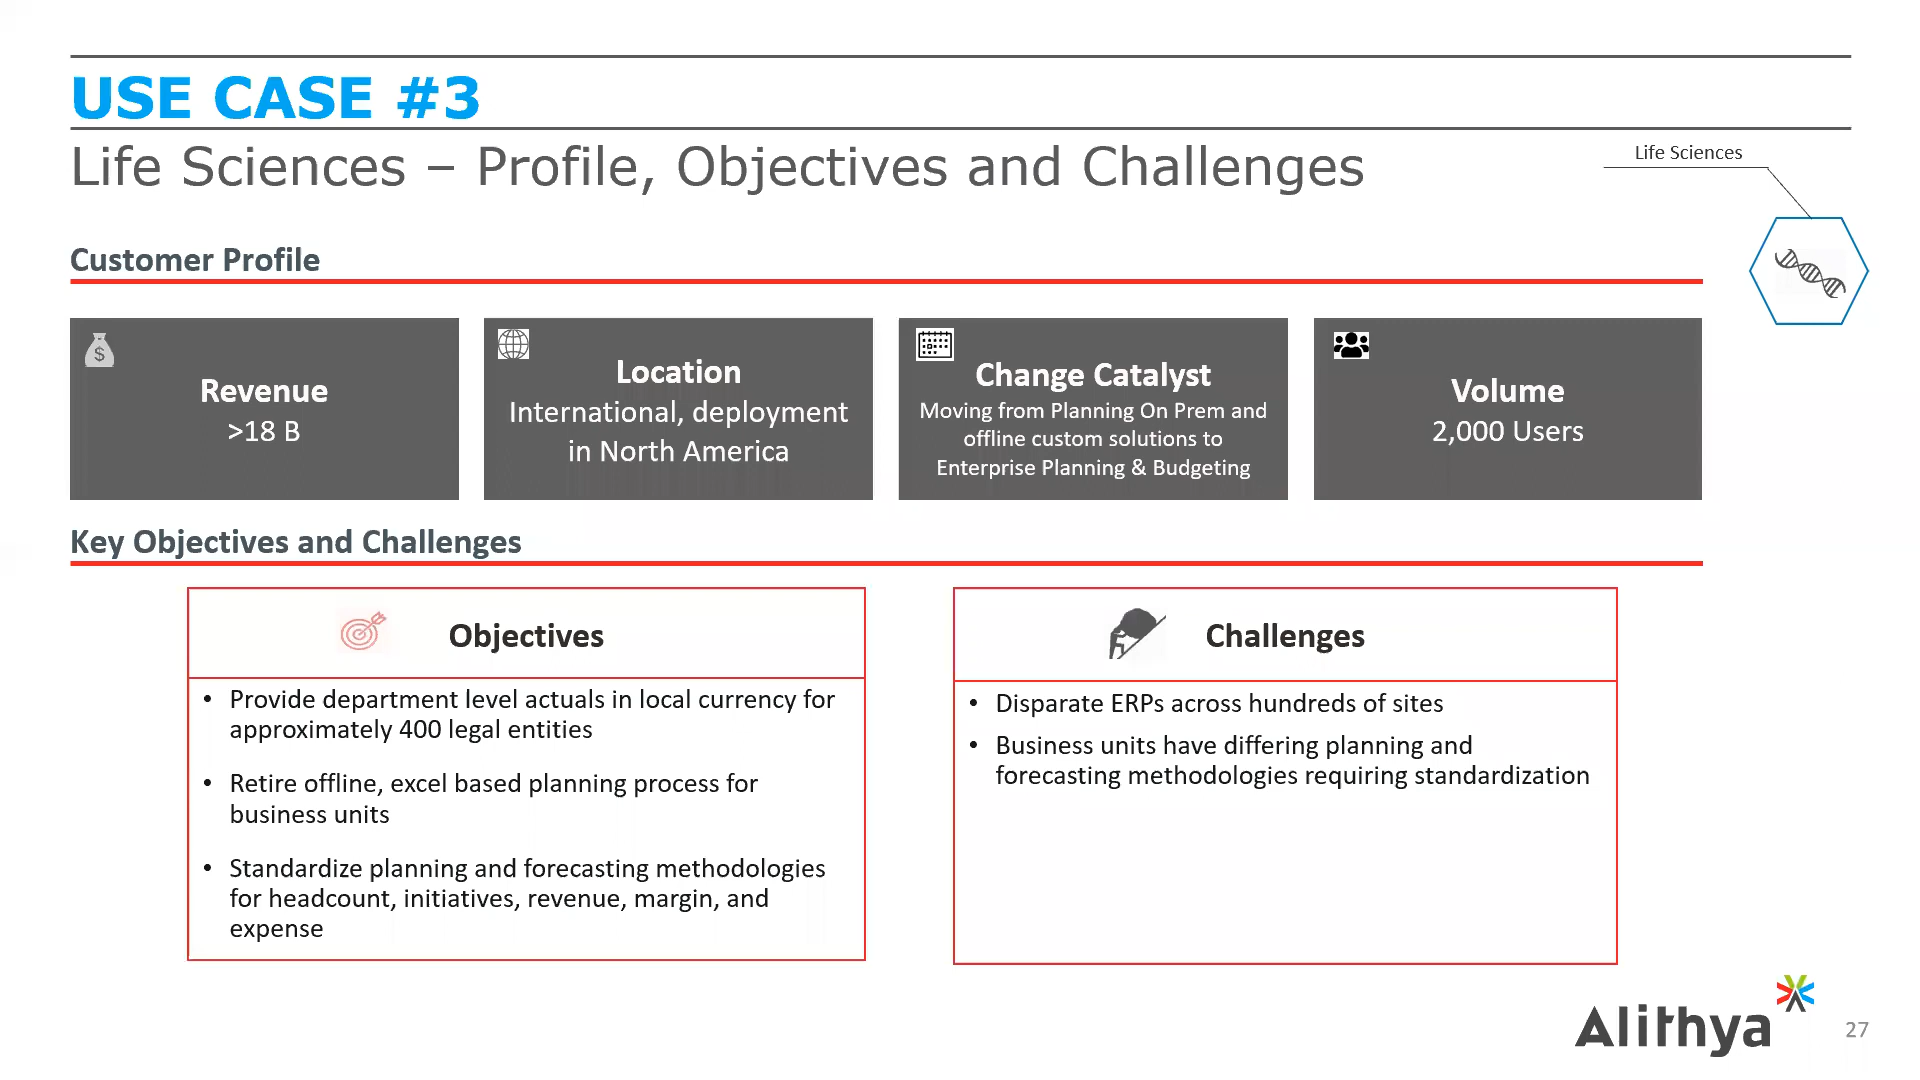 USE CASE #3
Life Sciences – Profile, Objectives and Challenges
Life Sciences
Customer Profile
$
Revenue
>18 B
Location
International, deployment
in North America
Change Catalyst
Moving from Planning On Prem and
offline custom solutions to
Enterprise Planning & Budgeting
Volume
2,000 Users
Key Objectives and Challenges
Objectives
• Provide department level actuals in local currency for
approximately 400 legal entities
• Retire offline, excel based planning process for
business units
• Standardize planning and forecasting methodologies
for headcount, initiatives, revenue, margin, and
expense
Challenges
• Disparate ERPs across hundreds of sites
• Business units have differing planning and
forecasting methodologies requiring standardization
Alithya
27